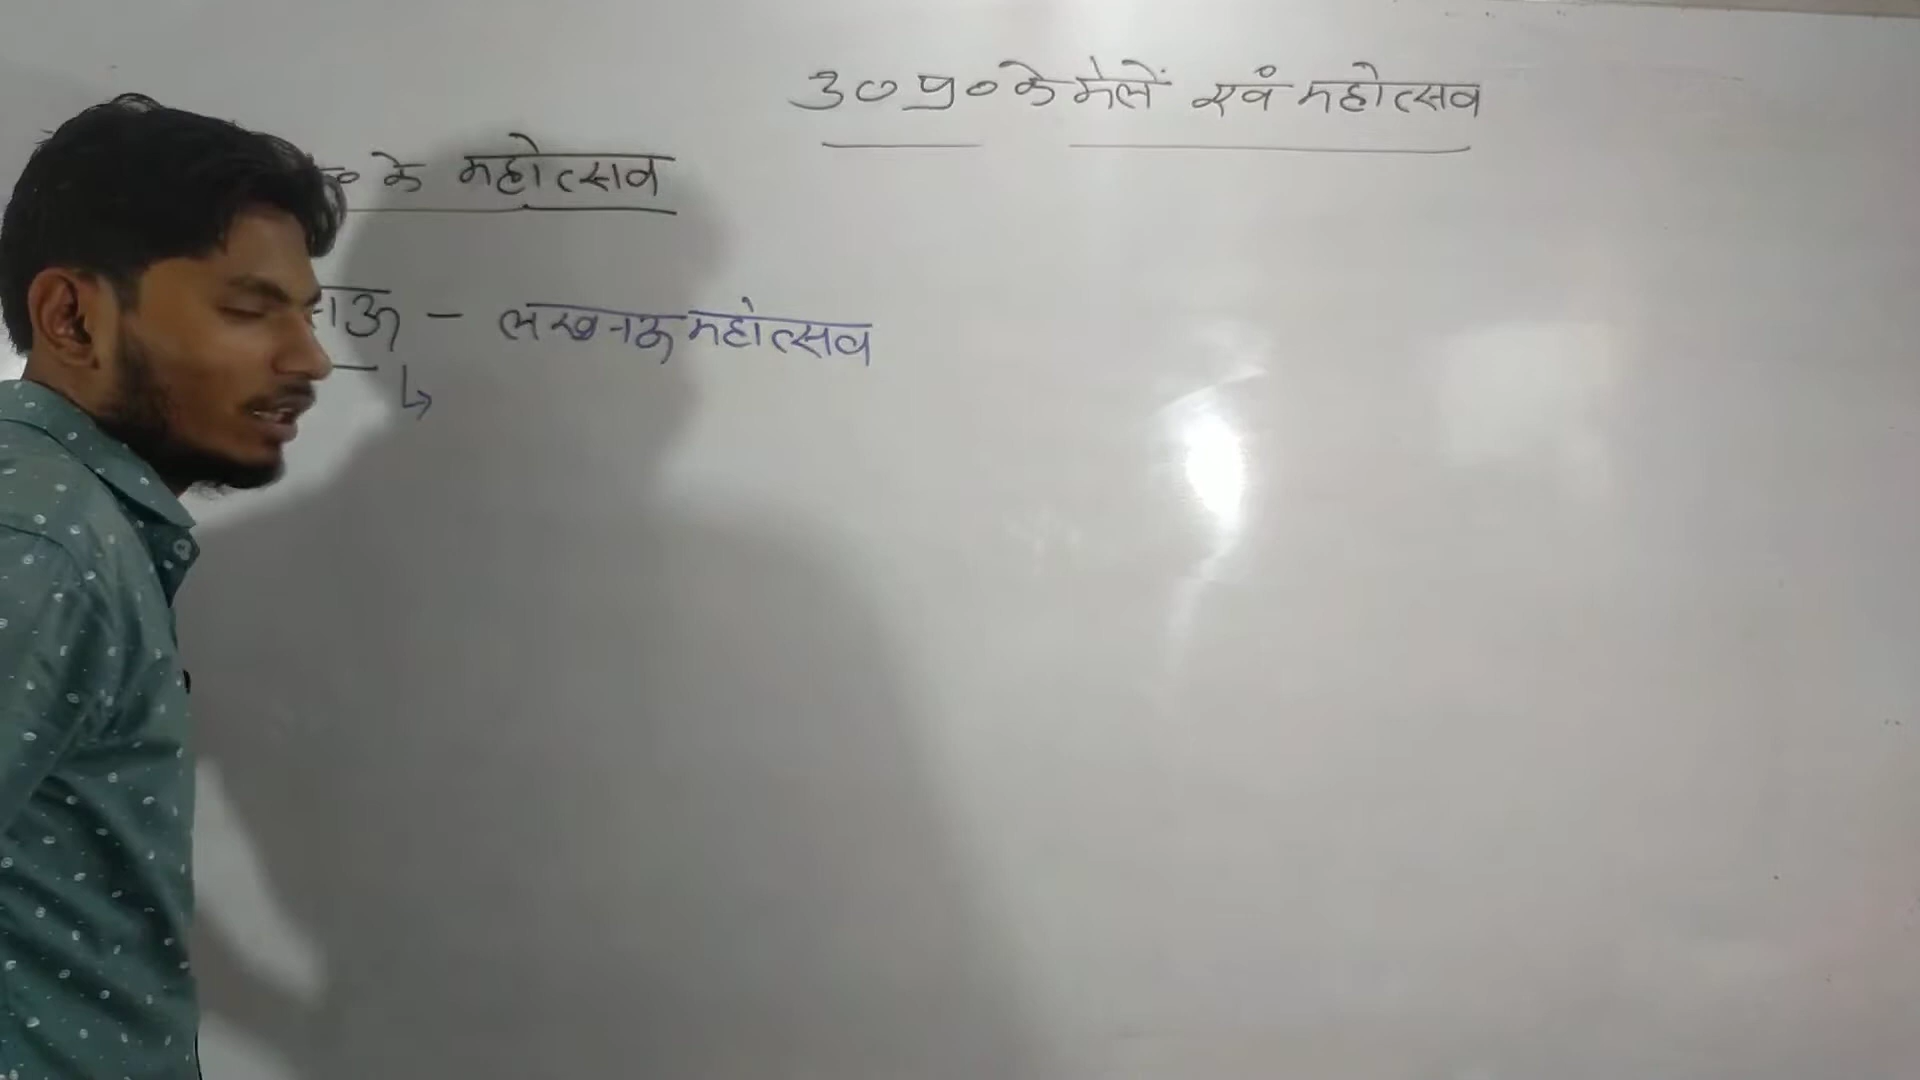 उ० प्र० के मेलें एवं महोत्सव
के महोत्सव
– लखनऊ महोत्सव